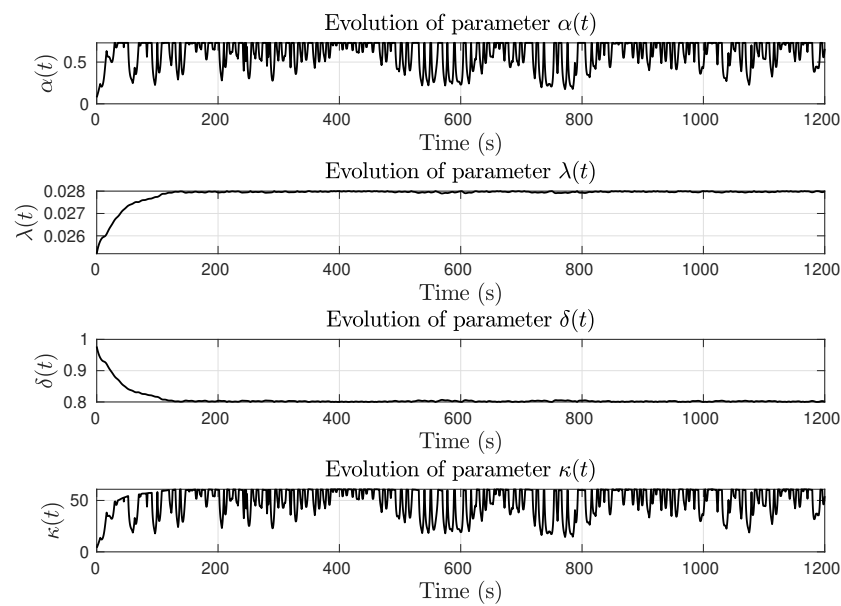 Evolution of parameter α(t)
α(t)
0.5
0
0 200 400 600 800 1000 1200
Time (s)
Evolution of parameter λ(t)
λ(t)
0.028
0.027
0.026
0 200 400 600 800 1000 1200
Time (s)
Evolution of parameter δ(t)
δ(t)
1
0.9
0.8
0 200 400 600 800 1000 1200
Time (s)
Evolution of parameter κ(t)
κ(t)
50
0
0 200 400 600 800 1000 1200
Time (s)